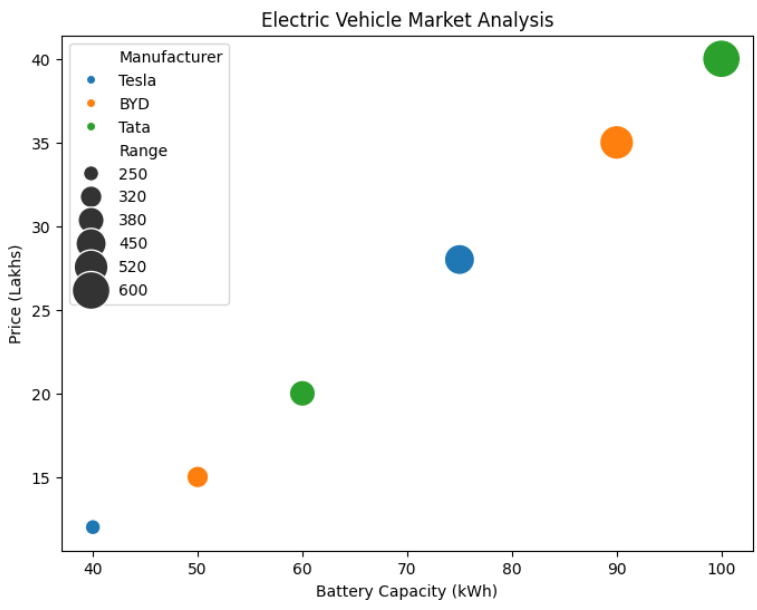 Electric Vehicle Market Analysis
Manufacturer
Tesla
BYD
Tata
Range
250
320
380
450
520
600
Price (Lakhs)
40
35
30
25
20
15
40 50 60 70 80 90 100
Battery Capacity (kWh)